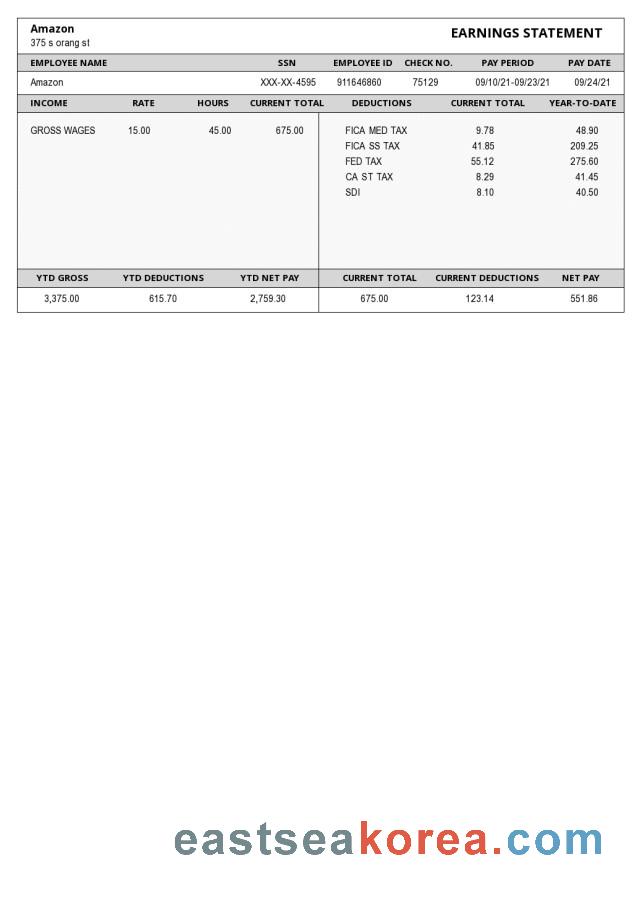 Amazon
375 s orang st
EARNINGS STATEMENT
EMPLOYEE NAME SSN EMPLOYEE ID CHECK NO. PAY PERIOD PAY DATE
Amazon XXX-XX-4595 911646860 75129 09/10/21-09/23/21 09/24/21
INCOME RATE HOURS CURRENT TOTAL DEDUCTIONS CURRENT TOTAL YEAR-TO-DATE
GROSS WAGES 15.00 45.00 675.00 FICA MED TAX 9.78 48.90
FICA SS TAX 41.85 209.25
FED TAX 55.12 275.60
CA ST TAX 8.29 41.45
SDI 8.10 40.50
YTD GROSS YTD DEDUCTIONS YTD NET PAY CURRENT TOTAL CURRENT DEDUCTIONS NET PAY
3,375.00 615.70 2,759.30 675.00 123.14 551.86
eastseakorea.com